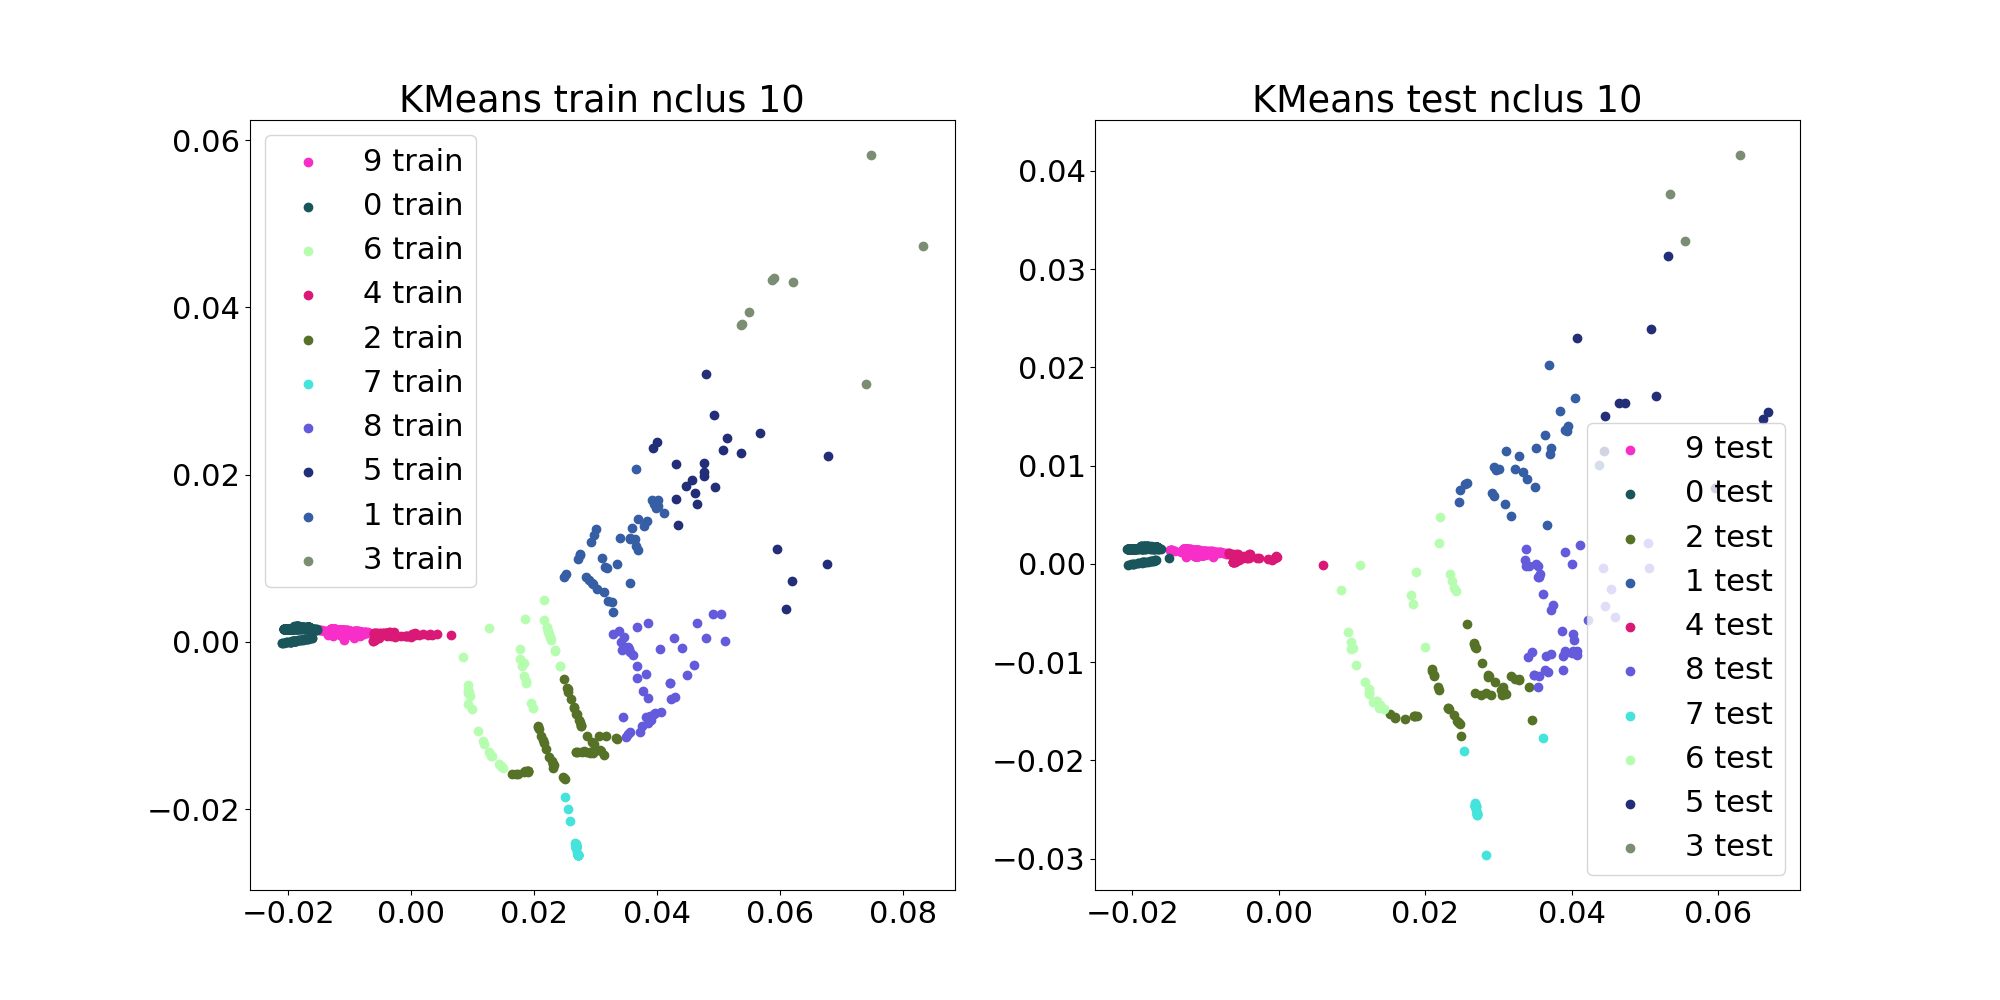 KMeans train nclus 10
0.06
0.04
0.02
0.00
−0.02
9 train
0 train
6 train
4 train
2 train
7 train
8 train
5 train
1 train
3 train
−0.02 0.00 0.02 0.04 0.06 0.08
KMeans test nclus 10
0.04
0.03
0.02
0.01
0.00
−0.01
−0.02
−0.03
9 test
0 test
2 test
1 test
4 test
8 test
7 test
6 test
5 test
3 test
−0.02 0.00 0.02 0.04 0.06